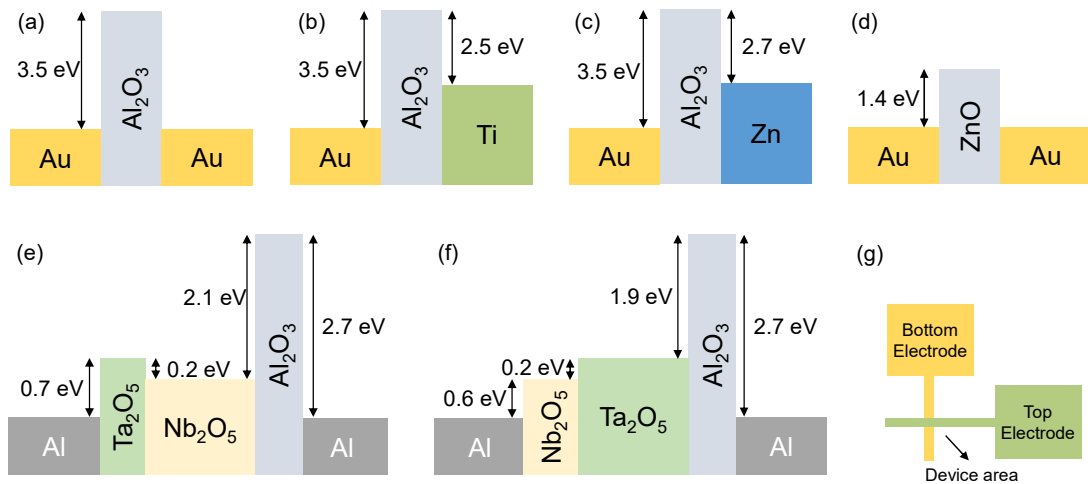 (a)
3.5 eV
Al₂O₃
Au
Au
(b)
3.5 eV
Al₂O₃
2.5 eV
Au
Ti
(c)
3.5 eV
Al₂O₃
2.7 eV
Au
Zn
(d)
1.4 eV
ZnO
Au
Au
(e)
0.7 eV
Ta₂O₅
0.2 eV
2.1 eV
Al₂O₃
2.7 eV
Al
Nb₂O₅
Al
(f)
0.6 eV
Nb₂O₅
0.2 eV
1.9 eV
Al₂O₃
2.7 eV
Al
Ta₂O₅
Al
(g)
Bottom
Electrode
Top
Electrode
Device area